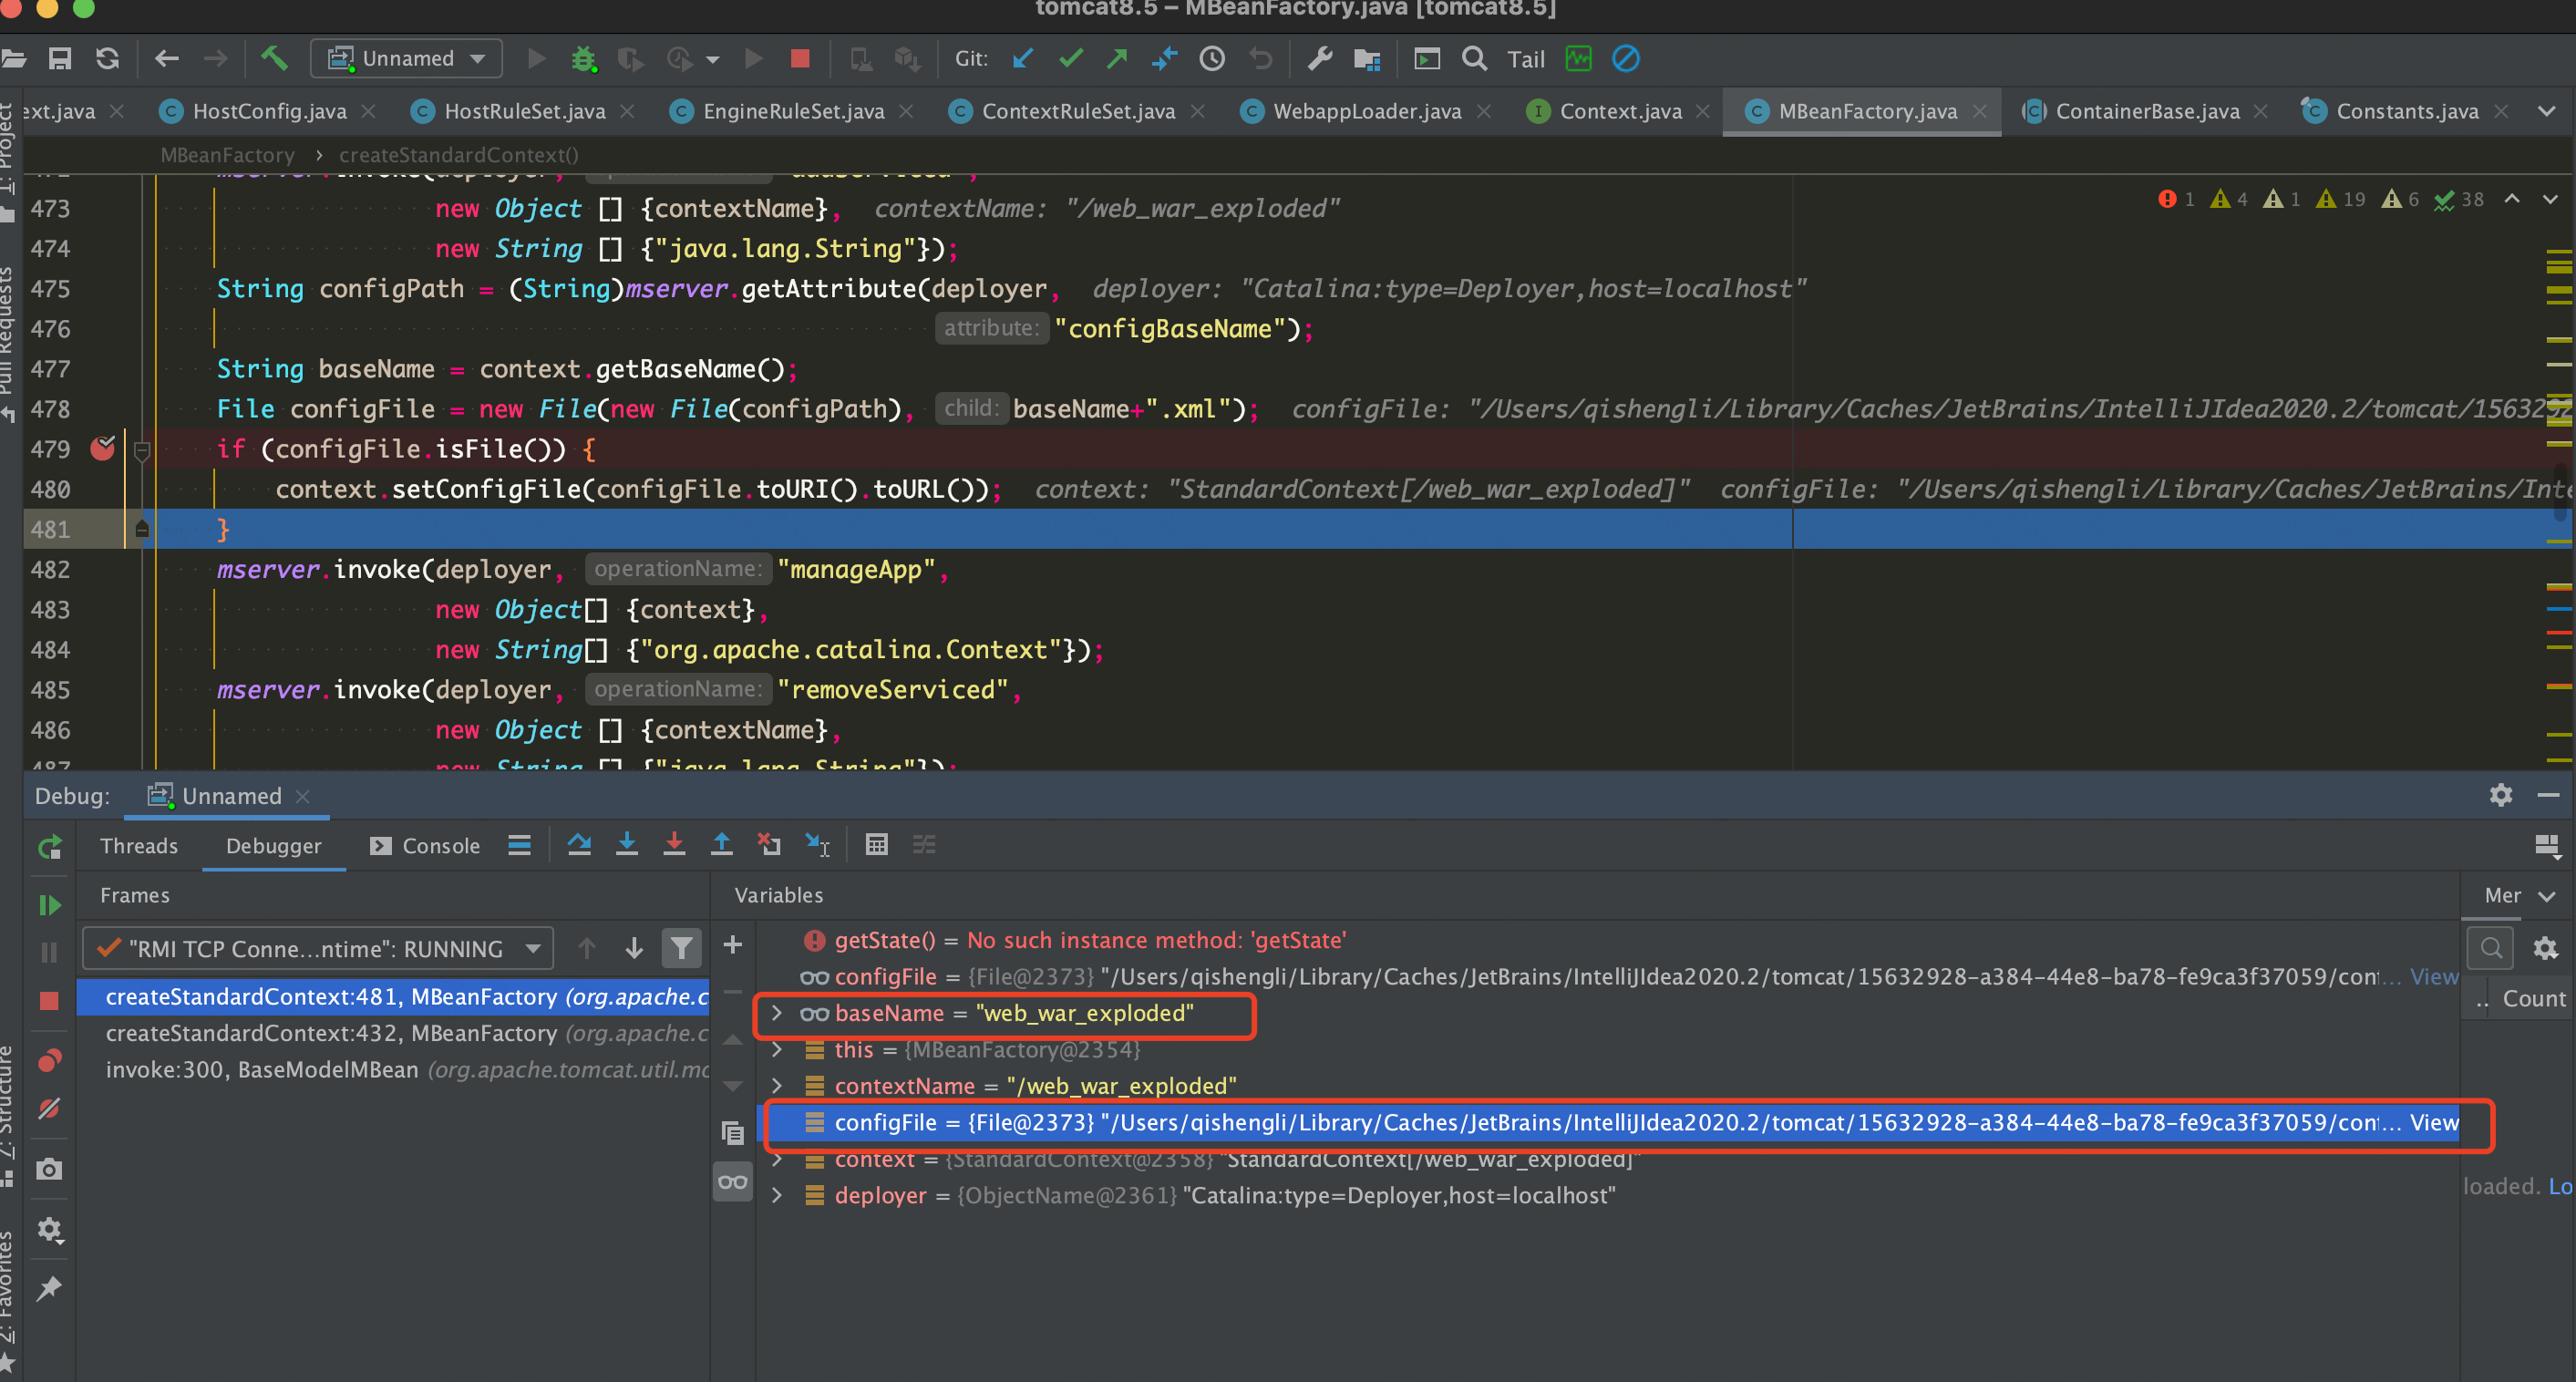 tomcat8.5 – MBeanFactory.java [tomcat8.5]
Unnamed Git: Tail
ext.java HostConfig.java HostRuleSet.java EngineRuleSet.java ContextRuleSet.java WebappLoader.java Context.java MBeanFactory.java ContainerBase.java Constants.java
MBeanFactory › createStandardContext()
1 4 1 19 6 38
473 new Object [] {contextName}, contextName: "/web_war_exploded"
474 new String [] {"java.lang.String"});
475 String configPath = (String)mserver.getAttribute(deployer, deployer: "Catalina:type=Deployer,host=localhost"
476 attribute: "configBaseName");
477 String baseName = context.getBaseName();
478 File configFile = new File(new File(configPath), child: baseName+".xml"); configFile: "/Users/qishengli/Library/Caches/JetBrains/IntelliJIdea2020.2/tomcat/1563292
479 if (configFile.isFile()) {
480 context.setConfigFile(configFile.toURI().toURL()); context: "StandardContext[/web_war_exploded]" configFile: "/Users/qishengli/Library/Caches/JetBrains/Inte
481 }
482 mserver.invoke(deployer, operationName: "manageApp",
483 new Object[] {context},
484 new String[] {"org.apache.catalina.Context"});
485 mserver.invoke(deployer, operationName: "removeServiced",
486 new Object [] {contextName},
487 new String [] {"java.lang.String"});
1: Project
Pull Requests
7: Structure
2: Favorites
Debug: Unnamed
Threads Debugger Console
Frames
"RMI TCP Conne...ntime": RUNNING
createStandardContext:481, MBeanFactory (org.apache.c
createStandardContext:432, MBeanFactory (org.apache.c
invoke:300, BaseModelMBean (org.apache.tomcat.util.mo
Variables
getState() = No such instance method: 'getState'
configFile = {File@2373} "/Users/qishengli/Library/Caches/JetBrains/IntelliJIdea2020.2/tomcat/15632928-a384-44e8-ba78-fe9ca3f37059/con... View
baseName = "web_war_exploded"
this = {MBeanFactory@2354}
contextName = "/web_war_exploded"
configFile = {File@2373} "/Users/qishengli/Library/Caches/JetBrains/IntelliJIdea2020.2/tomcat/15632928-a384-44e8-ba78-fe9ca3f37059/con... View
context = {StandardContext@2358} "StandardContext[/web_war_exploded]"
deployer = {ObjectName@2361} "Catalina:type=Deployer,host=localhost"
Mer
.. Count
loaded. Lo